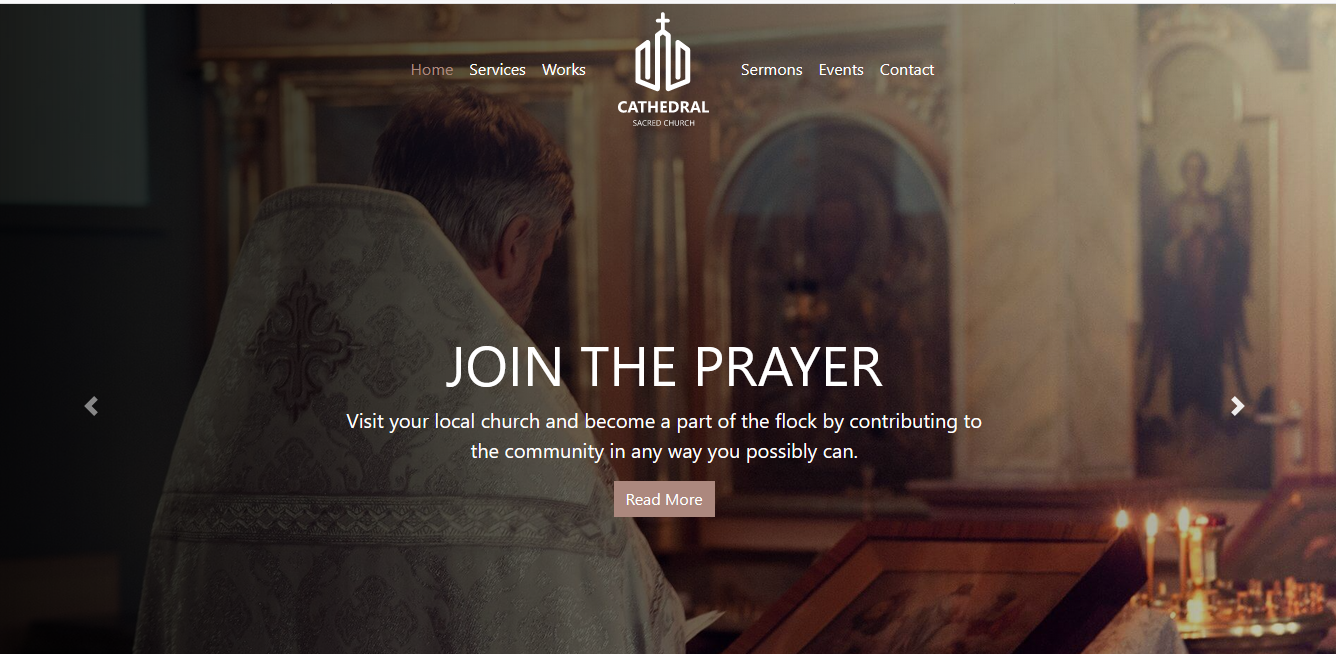 Home Services Works Sermons Events Contact
CATHEDRAL
SACRED CHURCH
JOIN THE PRAYER
Visit your local church and become a part of the flock by contributing to
the community in any way you possibly can.
Read More